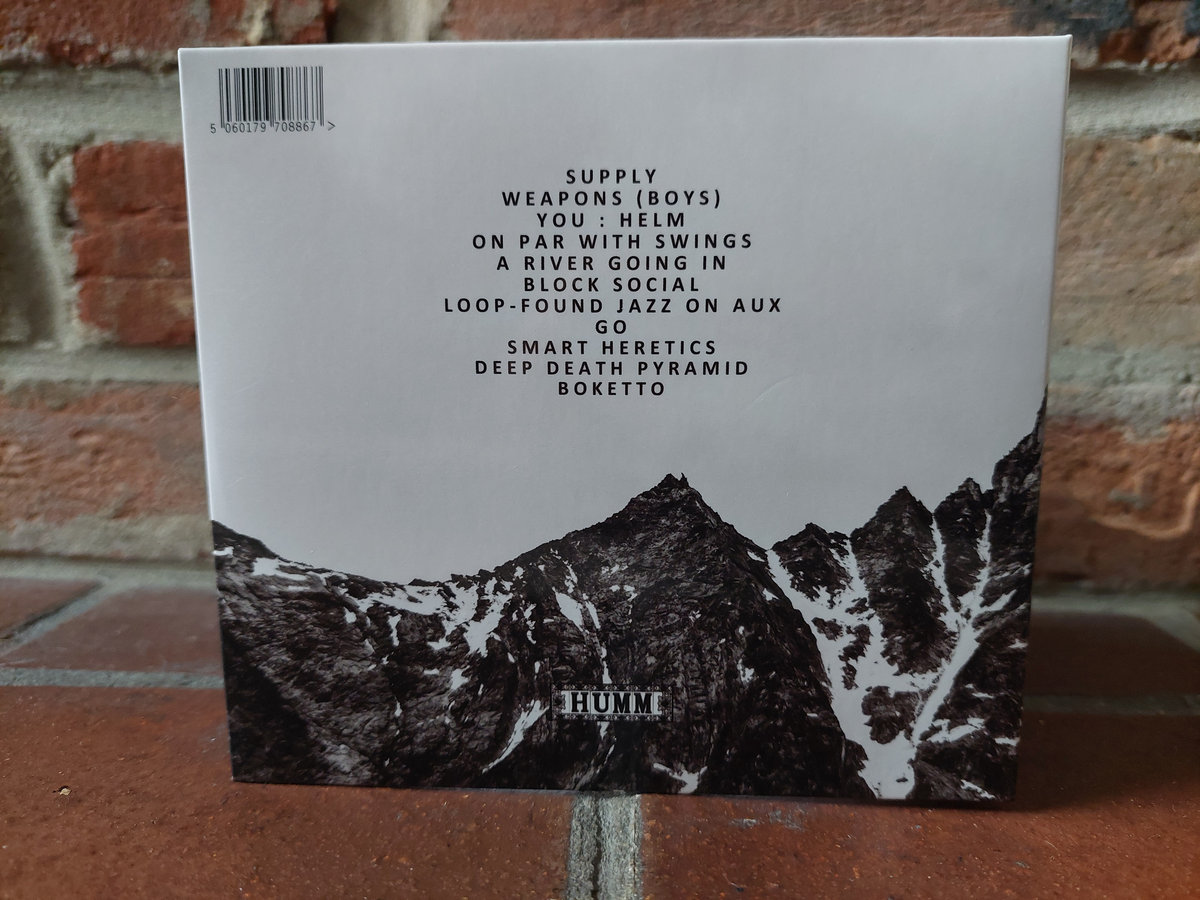 5 060179 708867 >
SUPPLY
WEAPONS (BOYS)
YOU : HELM
ON PAR WITH SWINGS
A RIVER GOING IN
BLOCK SOCIAL
LOOP-FOUND JAZZ ON AUX
GO
SMART HERETICS
DEEP DEATH PYRAMID
BOKETTO
HUMM